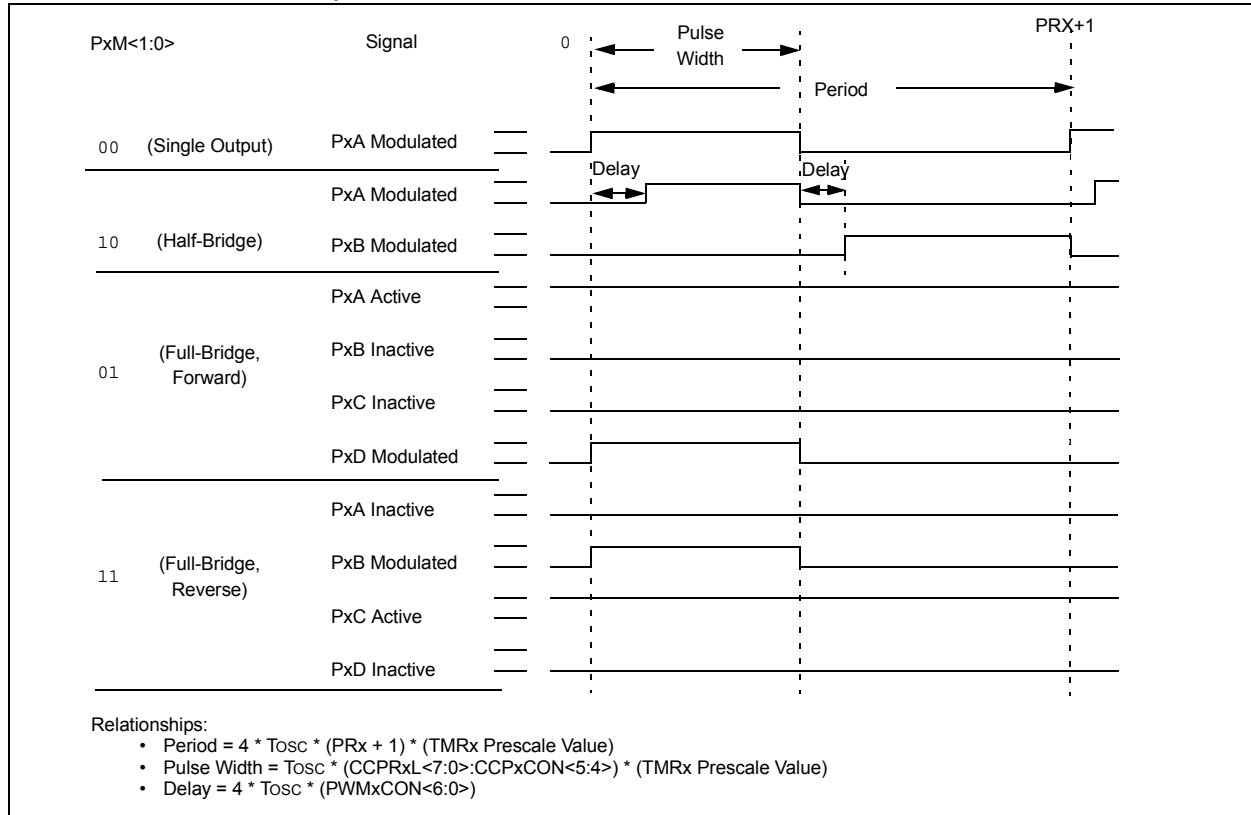 PxM<1:0>
Signal
0
Pulse
Width
PRX+1
Period
00 (Single Output) PxA Modulated
Delay
Delay
PxA Modulated
10 (Half-Bridge) PxB Modulated
PxA Active
01 (Full-Bridge,
Forward)
PxB Inactive
PxC Inactive
PxD Modulated
PxA Inactive
11 (Full-Bridge,
Reverse)
PxB Modulated
PxC Active
PxD Inactive
Relationships:
• Period = 4 * TOSC * (PRx + 1) * (TMRx Prescale Value)
• Pulse Width = TOSC * (CCPRxL<7:0>:CCPxCON<5:4>) * (TMRx Prescale Value)
• Delay = 4 * TOSC * (PWMxCON<6:0>)